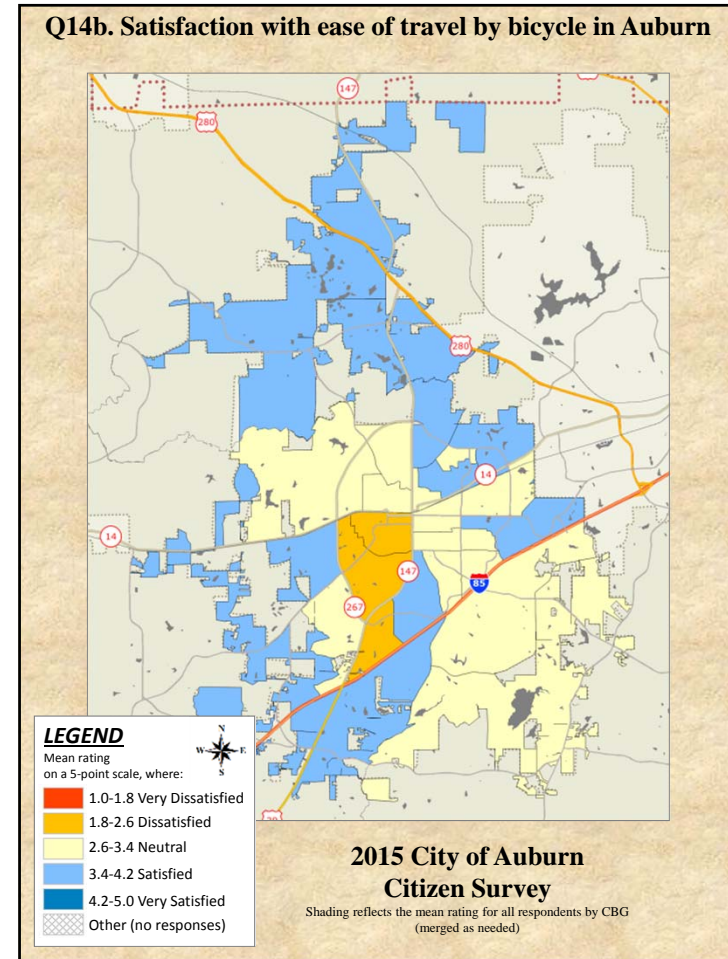 Q14b. Satisfaction with ease of travel by bicycle in Auburn
147
280
280
14
14
147
85
267
LEGEND
Mean rating
on a 5-point scale, where:
N
W E
S
1.0-1.8 Very Dissatisfied
1.8-2.6 Dissatisfied
2.6-3.4 Neutral
3.4-4.2 Satisfied
4.2-5.0 Very Satisfied
Other (no responses)
2015 City of Auburn
Citizen Survey
Shading reflects the mean rating for all respondents by CBG
(merged as needed)